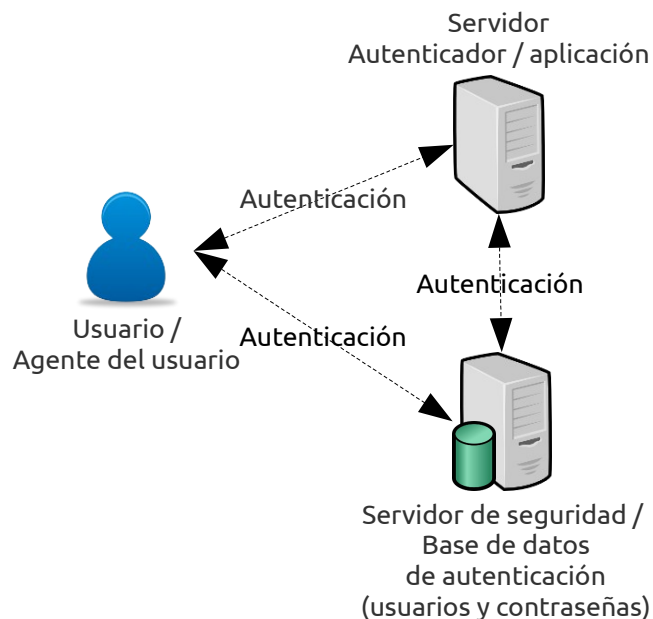 Servidor
Autenticador / aplicación
Autenticación
Autenticación
Usuario /
Agente del usuario
Autenticación
Servidor de seguridad /
Base de datos
de autenticación
(usuarios y contraseñas)